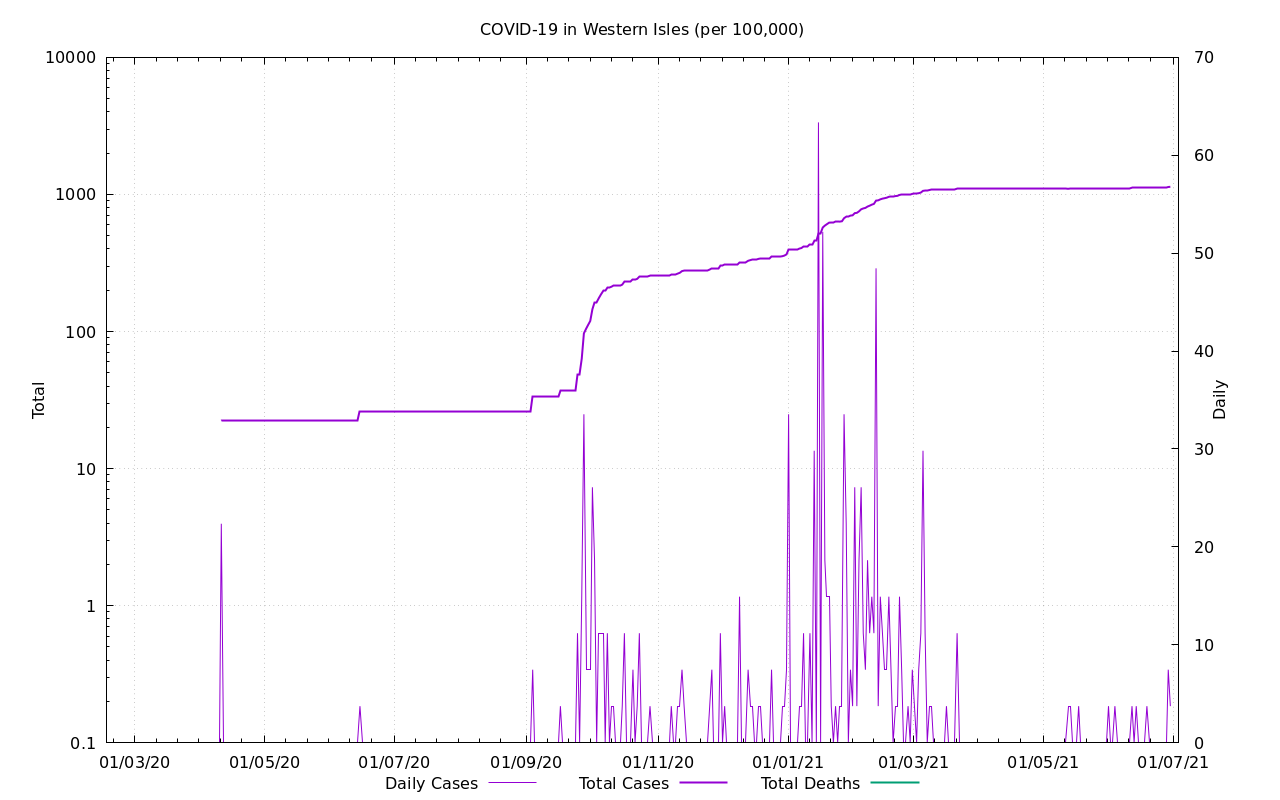 COVID-19 in Western Isles (per 100,000)
10000
1000
100
10
1
0.1
Total
70
60
50
40
30
20
10
0
Daily
01/03/20 01/05/20 01/07/20 01/09/20 01/11/20 01/01/21 01/03/21 01/05/21 01/07/21
Daily Cases Total Cases Total Deaths